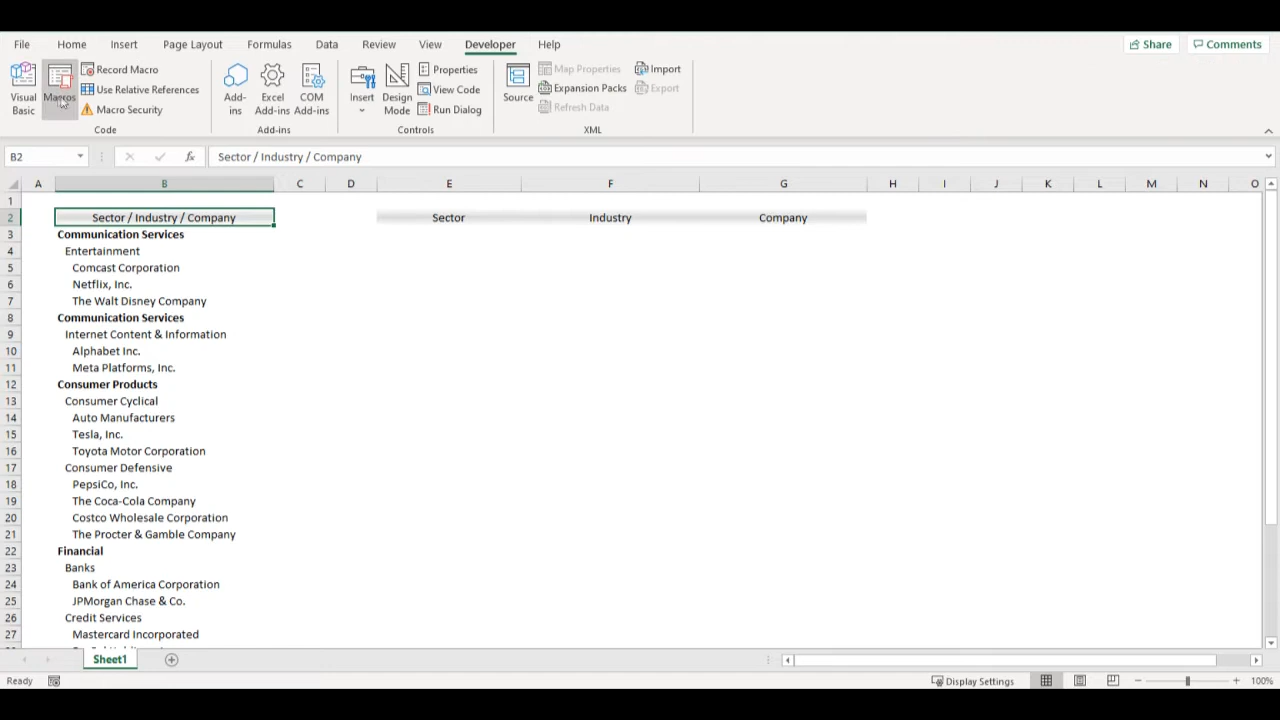 File Home Insert Page Layout Formulas Data Review View Developer Help Share Comments
Visual Basic
Macros
Record Macro
Use Relative References
Macro Security
Code
Add-ins
Excel Add-ins
COM Add-ins
Add-ins
Insert
Design Mode
Properties
View Code
Run Dialog
Controls
Source
Map Properties
Expansion Packs
Refresh Data
Import
Export
XML
B2 fx Sector / Industry / Company
A B C D E F G H I J K L M N O
1
2 Sector / Industry / Company Sector Industry Company
3 Communication Services
4 Entertainment
5 Comcast Corporation
6 Netflix, Inc.
7 The Walt Disney Company
8 Communication Services
9 Internet Content & Information
10 Alphabet Inc.
11 Meta Platforms, Inc.
12 Consumer Products
13 Consumer Cyclical
14 Auto Manufacturers
15 Tesla, Inc.
16 Toyota Motor Corporation
17 Consumer Defensive
18 PepsiCo, Inc.
19 The Coca-Cola Company
20 Costco Wholesale Corporation
21 The Procter & Gamble Company
22 Financial
23 Banks
24 Bank of America Corporation
25 JPMorgan Chase & Co.
26 Credit Services
27 Mastercard Incorporated
Sheet1
Ready Display Settings 100%